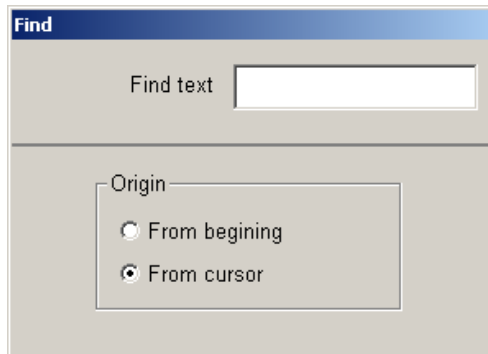 Find
Find text
Origin
From begining
From cursor